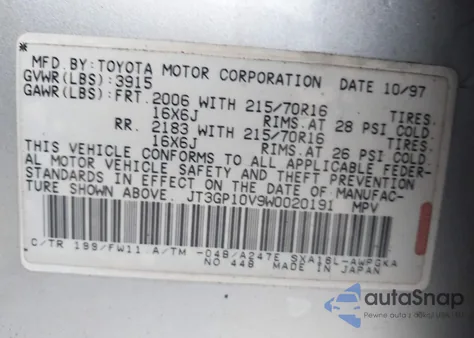 MFD. BY: TOYOTA MOTOR CORPORATION DATE 10/97
GVWR(LBS): 3915
GAWR(LBS): FRT. 2006 WITH 215/70R16 TIRES.
16X6J RIMS. AT 28 PSI COLD.
RR. 2183 WITH 215/70R16 TIRES.
16X6J RIMS. AT 26 PSI COLD.
THIS VEHICLE CONFORMS TO ALL APPLICABLE FEDER-
AL MOTOR VEHICLE SAFETY AND THEFT PREVENTION
STANDARDS IN EFFECT ON THE DATE OF MANUFAC-
TURE SHOWN ABOVE. JT3GP10V9W0020191 MPV
C/TR 199/FW11.A/TM -04B/A247E SXA16L-AWPGKA
NO 448 MADE IN JAPAN
autoSnap